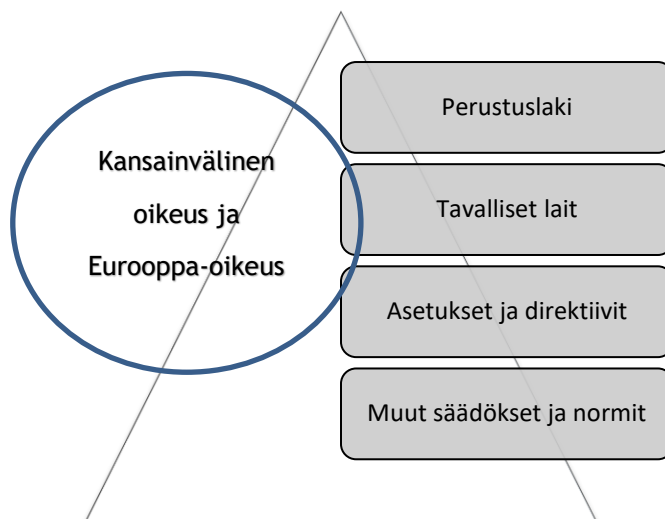 Kansainvälinen
oikeus ja
Eurooppa-oikeus
Perustuslaki
Tavalliset lait
Asetukset ja direktiivit
Muut säädökset ja normit